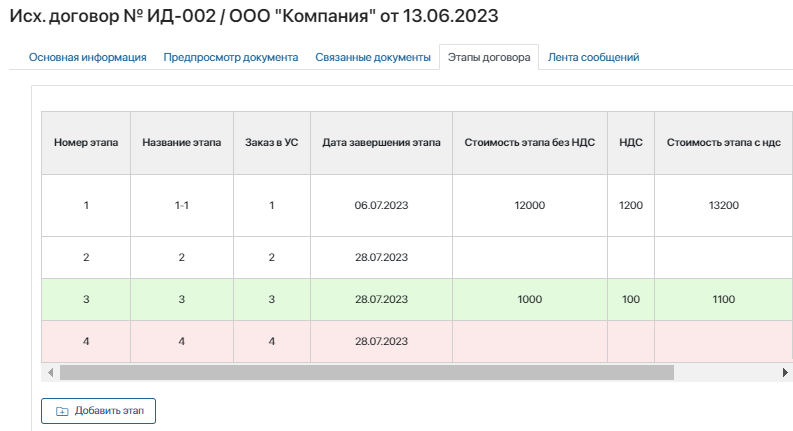 Исх. договор № ИД-002 / ООО "Компания" от 13.06.2023
Основная информация Предпросмотр документа Связанные документы Этапы договора Лента сообщений
Номер этапа Название этапа Заказ в УС Дата завершения этапа Стоимость этапа без НДС НДС Стоимость этапа с ндс
1 1-1 1 06.07.2023 12000 1200 13200
2 2 2 28.07.2023
3 3 3 28.07.2023 1000 100 1100
4 4 4 28.07.2023
Добавить этап